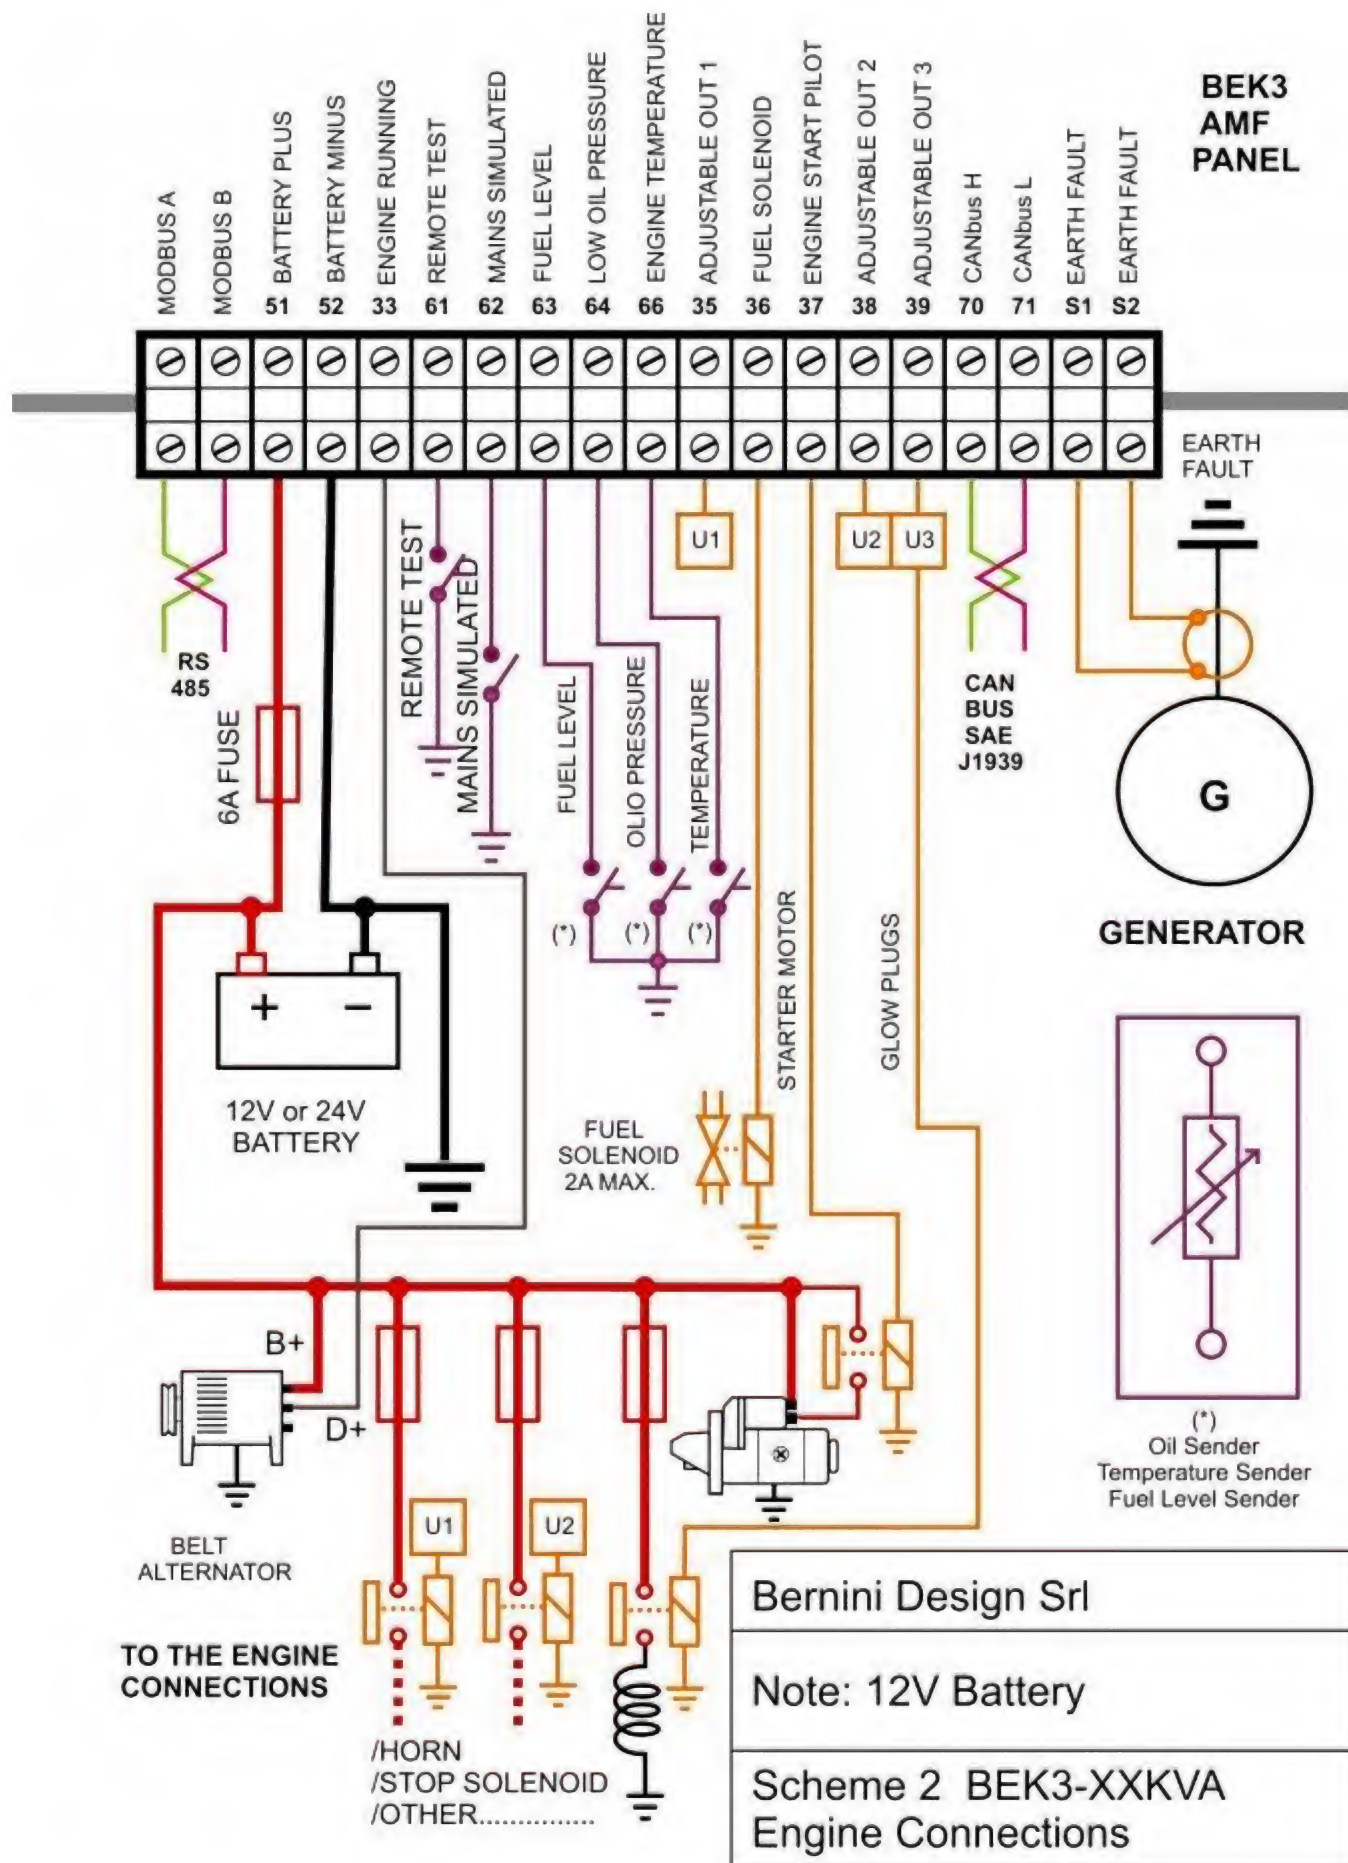 BEK3
AMF
PANEL
MODBUS A
MODBUS B
BATTERY PLUS
BATTERY MINUS
ENGINE RUNNING
REMOTE TEST
MAINS SIMULATED
FUEL LEVEL
LOW OIL PRESSURE
ENGINE TEMPERATURE
ADJUSTABLE OUT 1
FUEL SOLENOID
ENGINE START PILOT
ADJUSTABLE OUT 2
ADJUSTABLE OUT 3
CANbus H
CANbus L
EARTH FAULT
EARTH FAULT
51 52 33 61 62 63 64 66 35 36 37 38 39 70 71 S1 S2
EARTH
FAULT
U1
U2
U3
RS
485
6A FUSE
REMOTE TEST
MAINS SIMULATED
FUEL LEVEL
OLIO PRESSURE
TEMPERATURE
(*)
(*)
(*)
CAN
BUS
SAE
J1939
G
GENERATOR
STARTER MOTOR
GLOW PLUGS
+
−
12V or 24V
BATTERY
FUEL
SOLENOID
2A MAX.
B+
D+
BELT
ALTERNATOR
U1
U2
(*)
Oil Sender
Temperature Sender
Fuel Level Sender
TO THE ENGINE
CONNECTIONS
/HORN
/STOP SOLENOID
/OTHER...............
Bernini Design Srl
Note: 12V Battery
Scheme 2 BEK3-XXKVA
Engine Connections